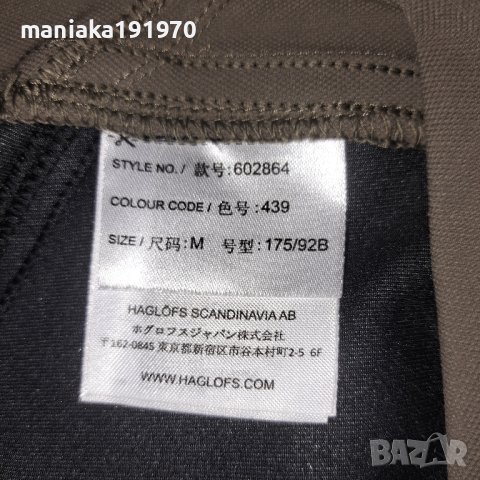 maniaka191970
STYLE NO./ 款号:602864
COLOUR CODE / 色号:439
SIZE / 尺码:M 号型:175/92B
HAGLÖFS SCANDINAVIA AB
ホグロフスジャパン株式会社
〒162-0845 東京都新宿区市谷本村町2-5 6F
WWW.HAGLOFS.COM
BAZAR